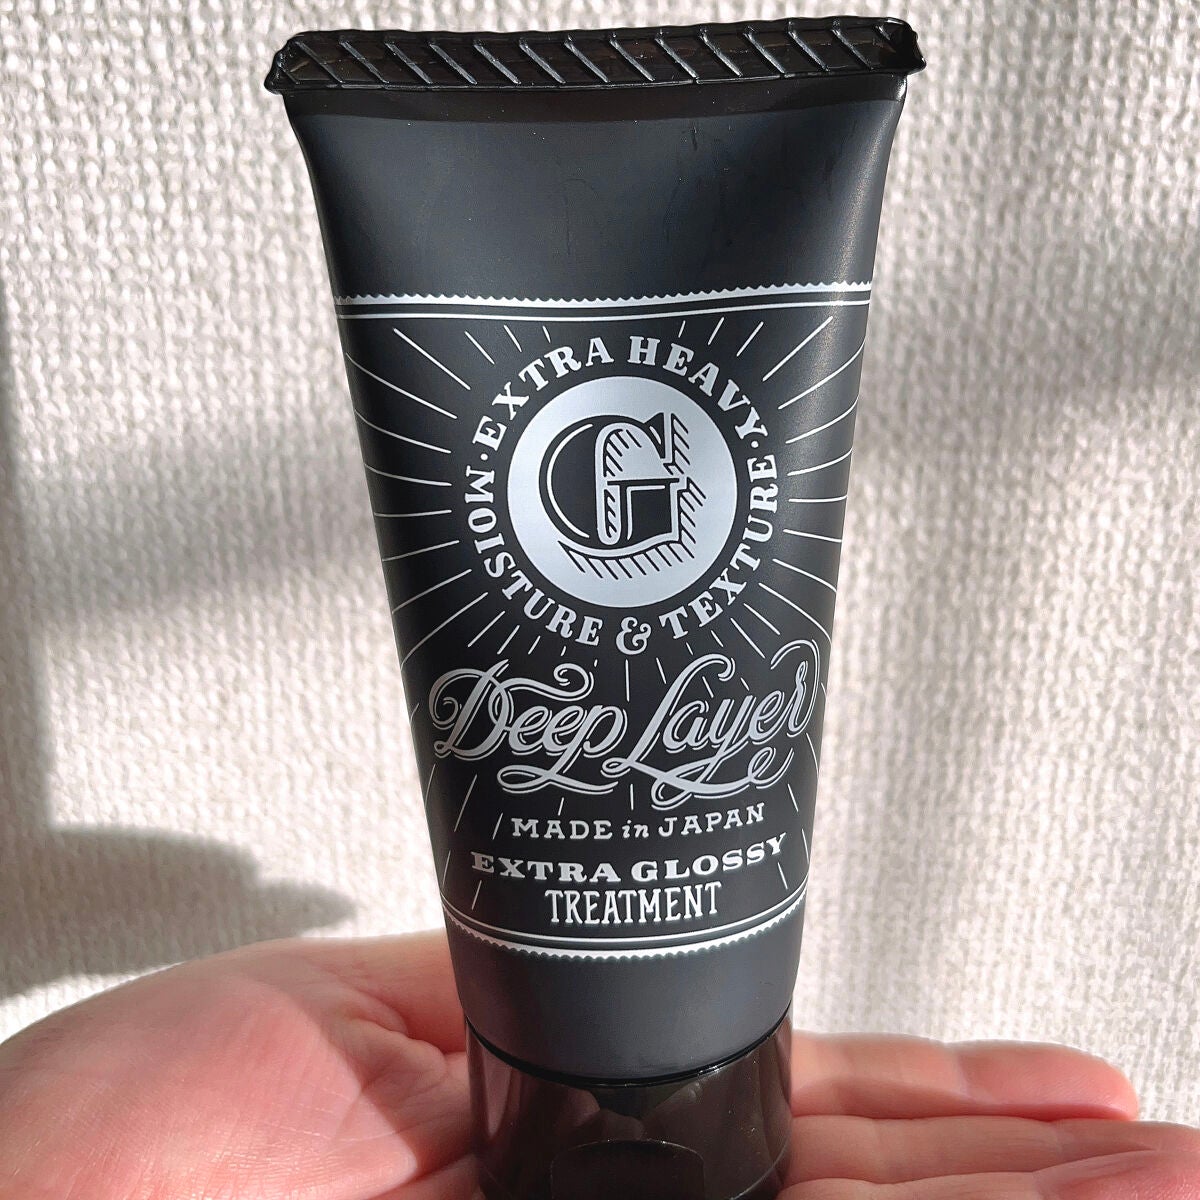 ·EXTRA HEAVY·
MOISTURE & TEXTURE
G
Deep Layer
MADE in JAPAN
EXTRA GLOSSY
TREATMENT